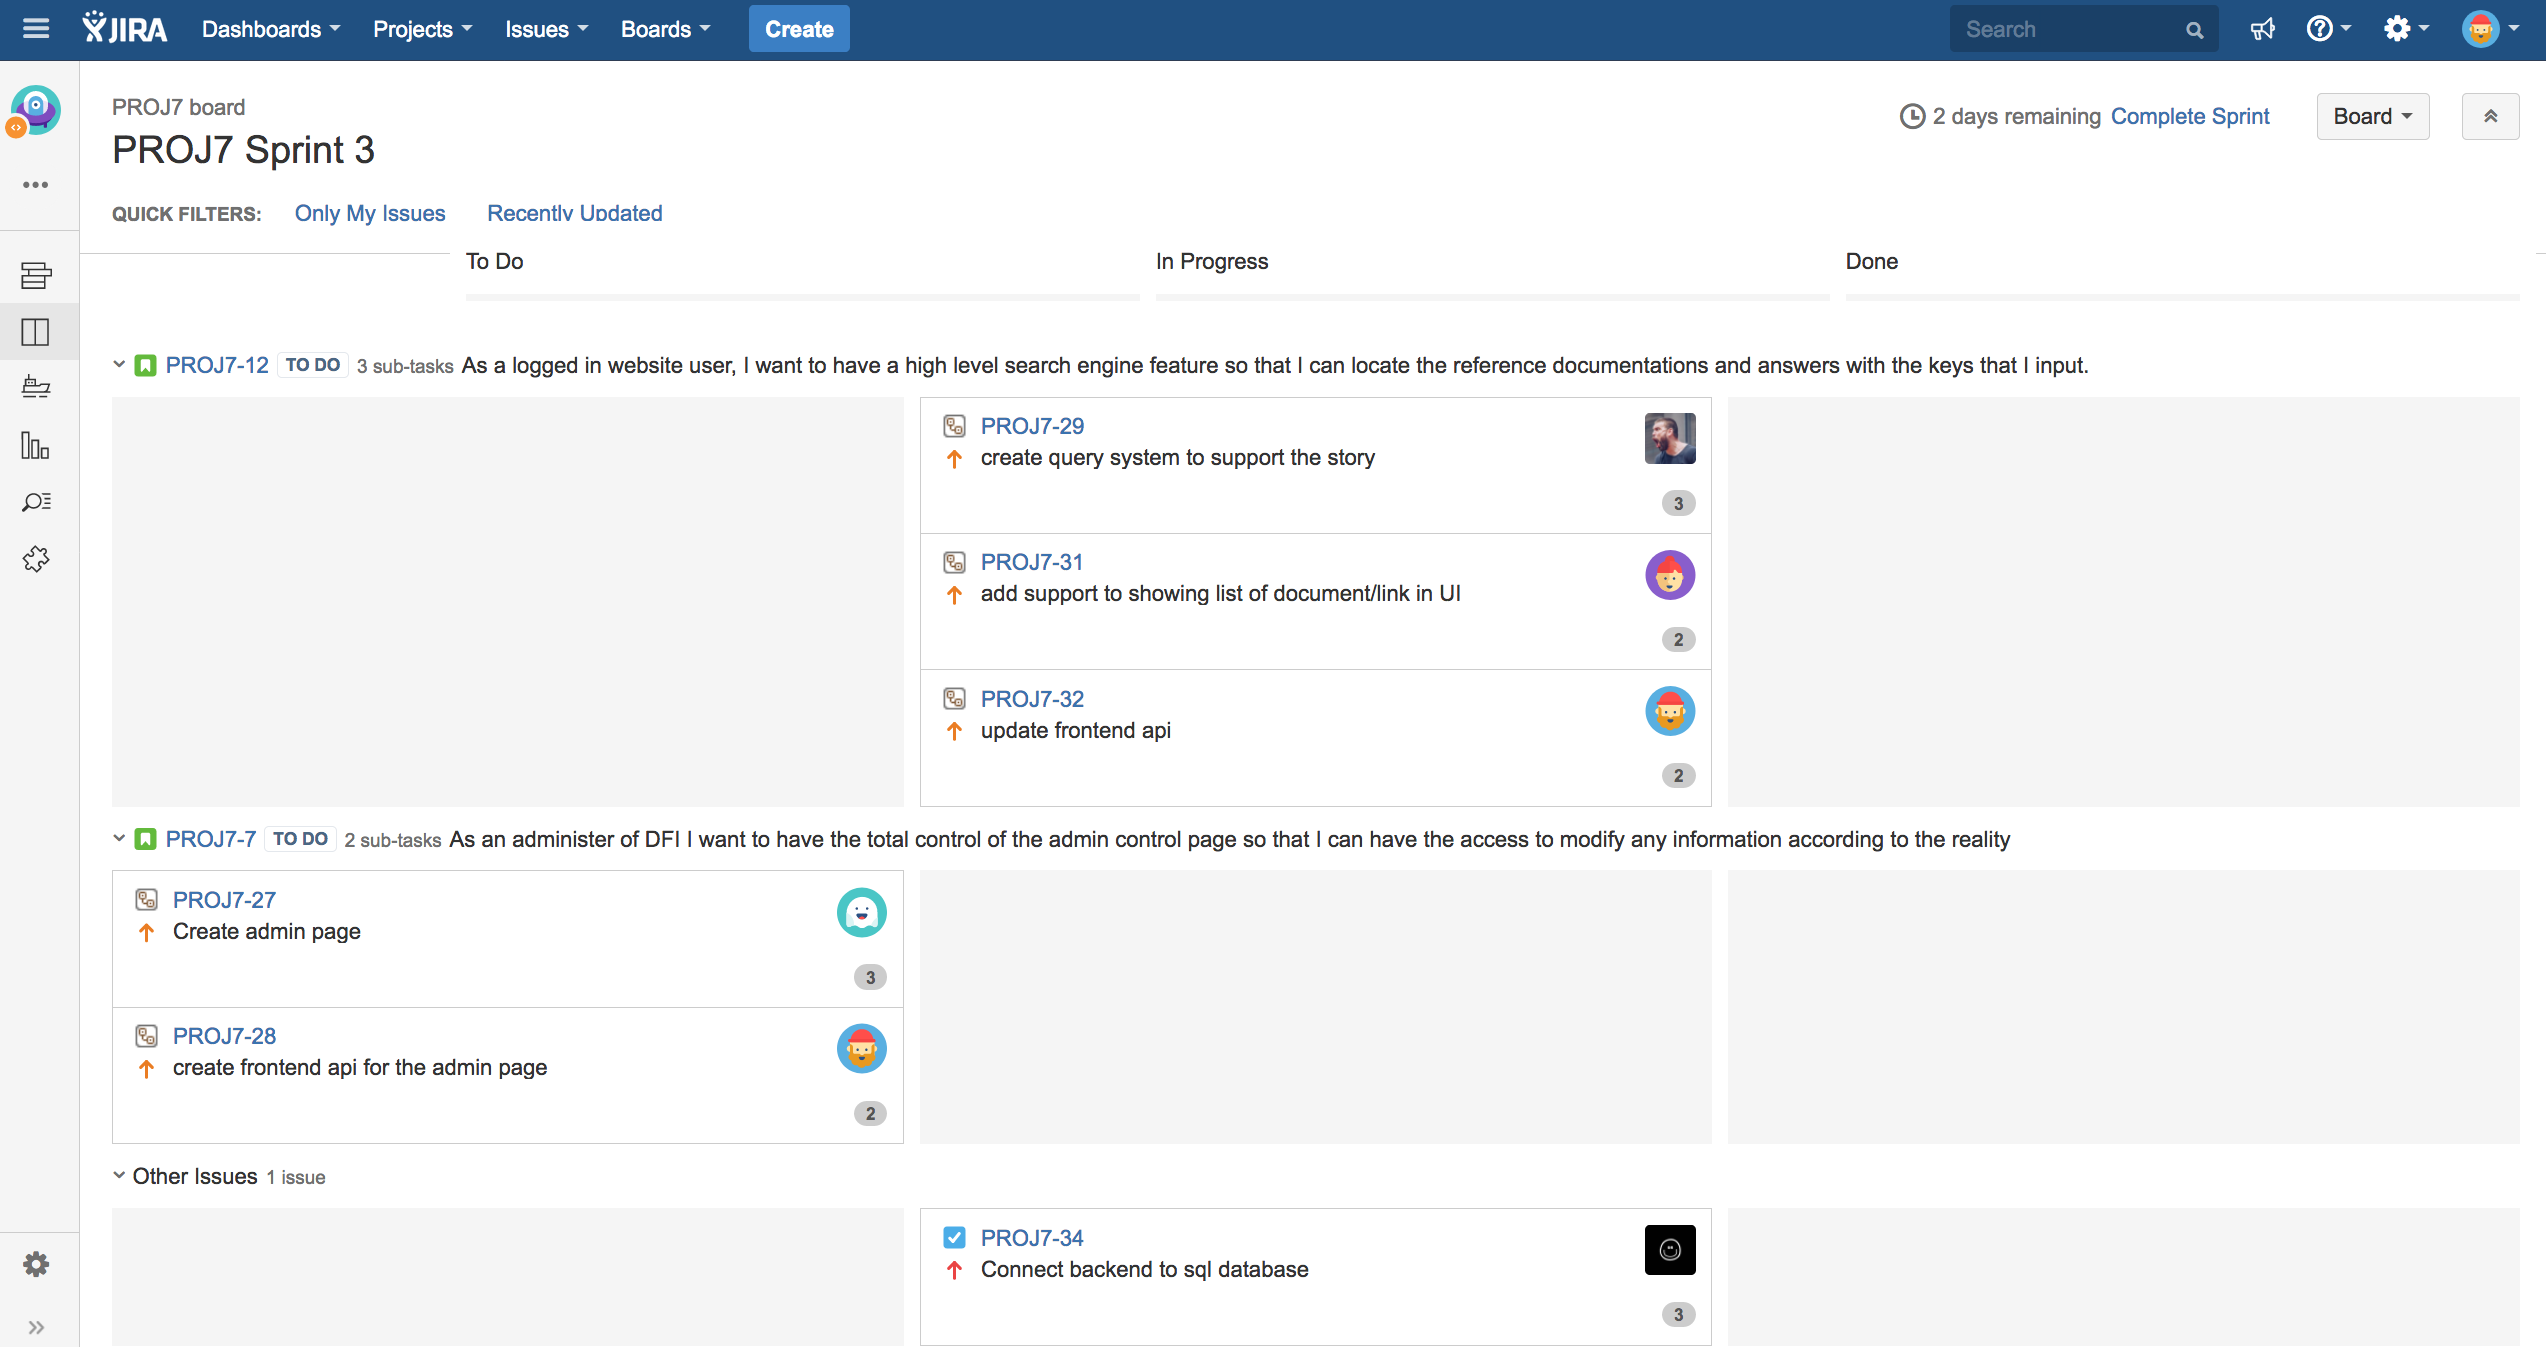 JIRA Dashboards Projects Issues Boards Create Search
PROJ7 board
PROJ7 Sprint 3
2 days remaining Complete Sprint Board
QUICK FILTERS: Only My Issues Recently Updated
To Do In Progress Done
PROJ7-12 TO DO 3 sub-tasks As a logged in website user, I want to have a high level search engine feature so that I can locate the reference documentations and answers with the keys that I input.
PROJ7-29
create query system to support the story
3
PROJ7-31
add support to showing list of document/link in UI
2
PROJ7-32
update frontend api
2
PROJ7-7 TO DO 2 sub-tasks As an administer of DFI I want to have the total control of the admin control page so that I can have the access to modify any information according to the reality
PROJ7-27
Create admin page
3
PROJ7-28
create frontend api for the admin page
2
Other Issues 1 issue
PROJ7-34
Connect backend to sql database
3